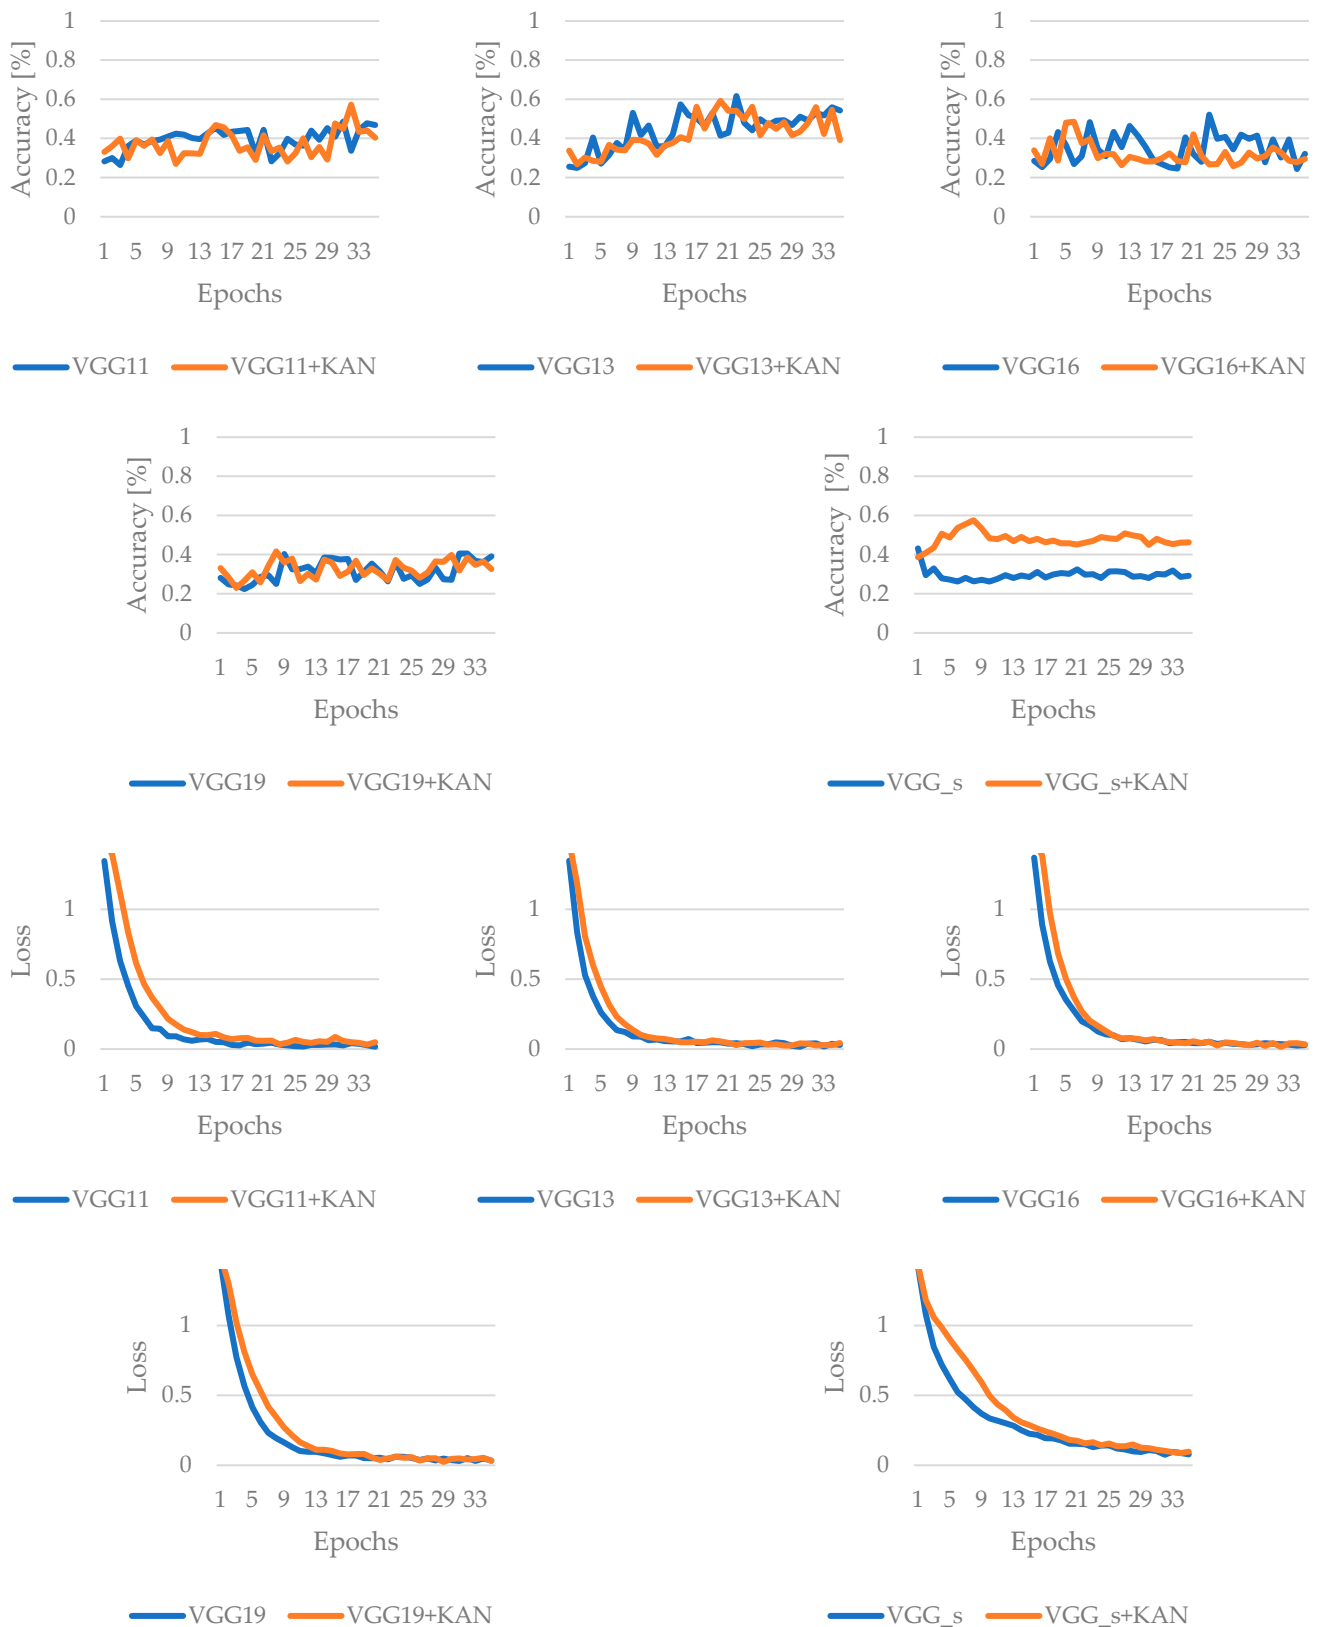 1 1 1
Accuracy [%] 0.8 Accuracy [%] 0.8 Accurcay [%] 0.8
0.6 0.6 0.6
0.4 0.4 0.4
0.2 0.2 0.2
0 0 0
1 5 9 13 17 21 25 29 33 1 5 9 13 17 21 25 29 33 1 5 9 13 17 21 25 29 33
Epochs Epochs Epochs
VGG11 VGG11+KAN VGG13 VGG13+KAN VGG16 VGG16+KAN
1 1
Accuracy [%] 0.8 Accuracy [%] 0.8
0.6 0.6
0.4 0.4
0.2 0.2
0 0
1 5 9 13 17 21 25 29 33 1 5 9 13 17 21 25 29 33
Epochs Epochs
VGG19 VGG19+KAN VGG_s VGG_s+KAN
1 1 1
Loss Loss Loss
0.5 0.5 0.5
0 0 0
1 5 9 13 17 21 25 29 33 1 5 9 13 17 21 25 29 33 1 5 9 13 17 21 25 29 33
Epochs Epochs Epochs
VGG11 VGG11+KAN VGG13 VGG13+KAN VGG16 VGG16+KAN
1 1
Loss Loss
0.5 0.5
0 0
1 5 9 13 17 21 25 29 33 1 5 9 13 17 21 25 29 33
Epochs Epochs
VGG19 VGG19+KAN VGG_s VGG_s+KAN